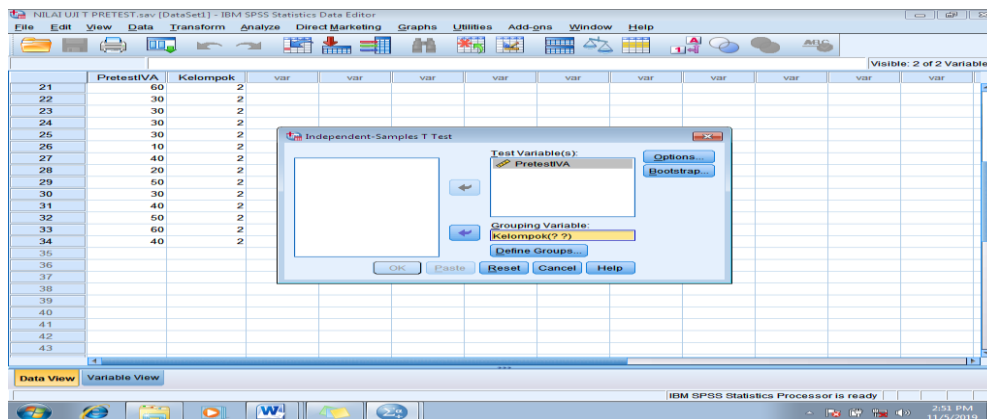 NILAI UJI T PRETEST.sav [DataSet1] - IBM SPSS Statistics Data Editor
File Edit View Data Transform Analyze Direct Marketing Graphs Utilities Add-ons Window Help
Visible: 2 of 2 Variable
PretestIVA Kelompok var var var var var var var var var var
21 60 2
22 30 2
23 30 2
24 30 2
25 30 2
26 10 2
27 40 2
28 20 2
29 50 2
30 30 2
31 40 2
32 50 2
33 60 2
34 40 2
35
36
37
38
39
40
41
42
43
Independent-Samples T Test
Test Variable(s):
PretestIVA
Options...
Bootstrap...
Grouping Variable:
Kelompok(? ?)
Define Groups...
OK Paste Reset Cancel Help
Data View Variable View
IBM SPSS Statistics Processor is ready
2:51 PM
11/5/2019